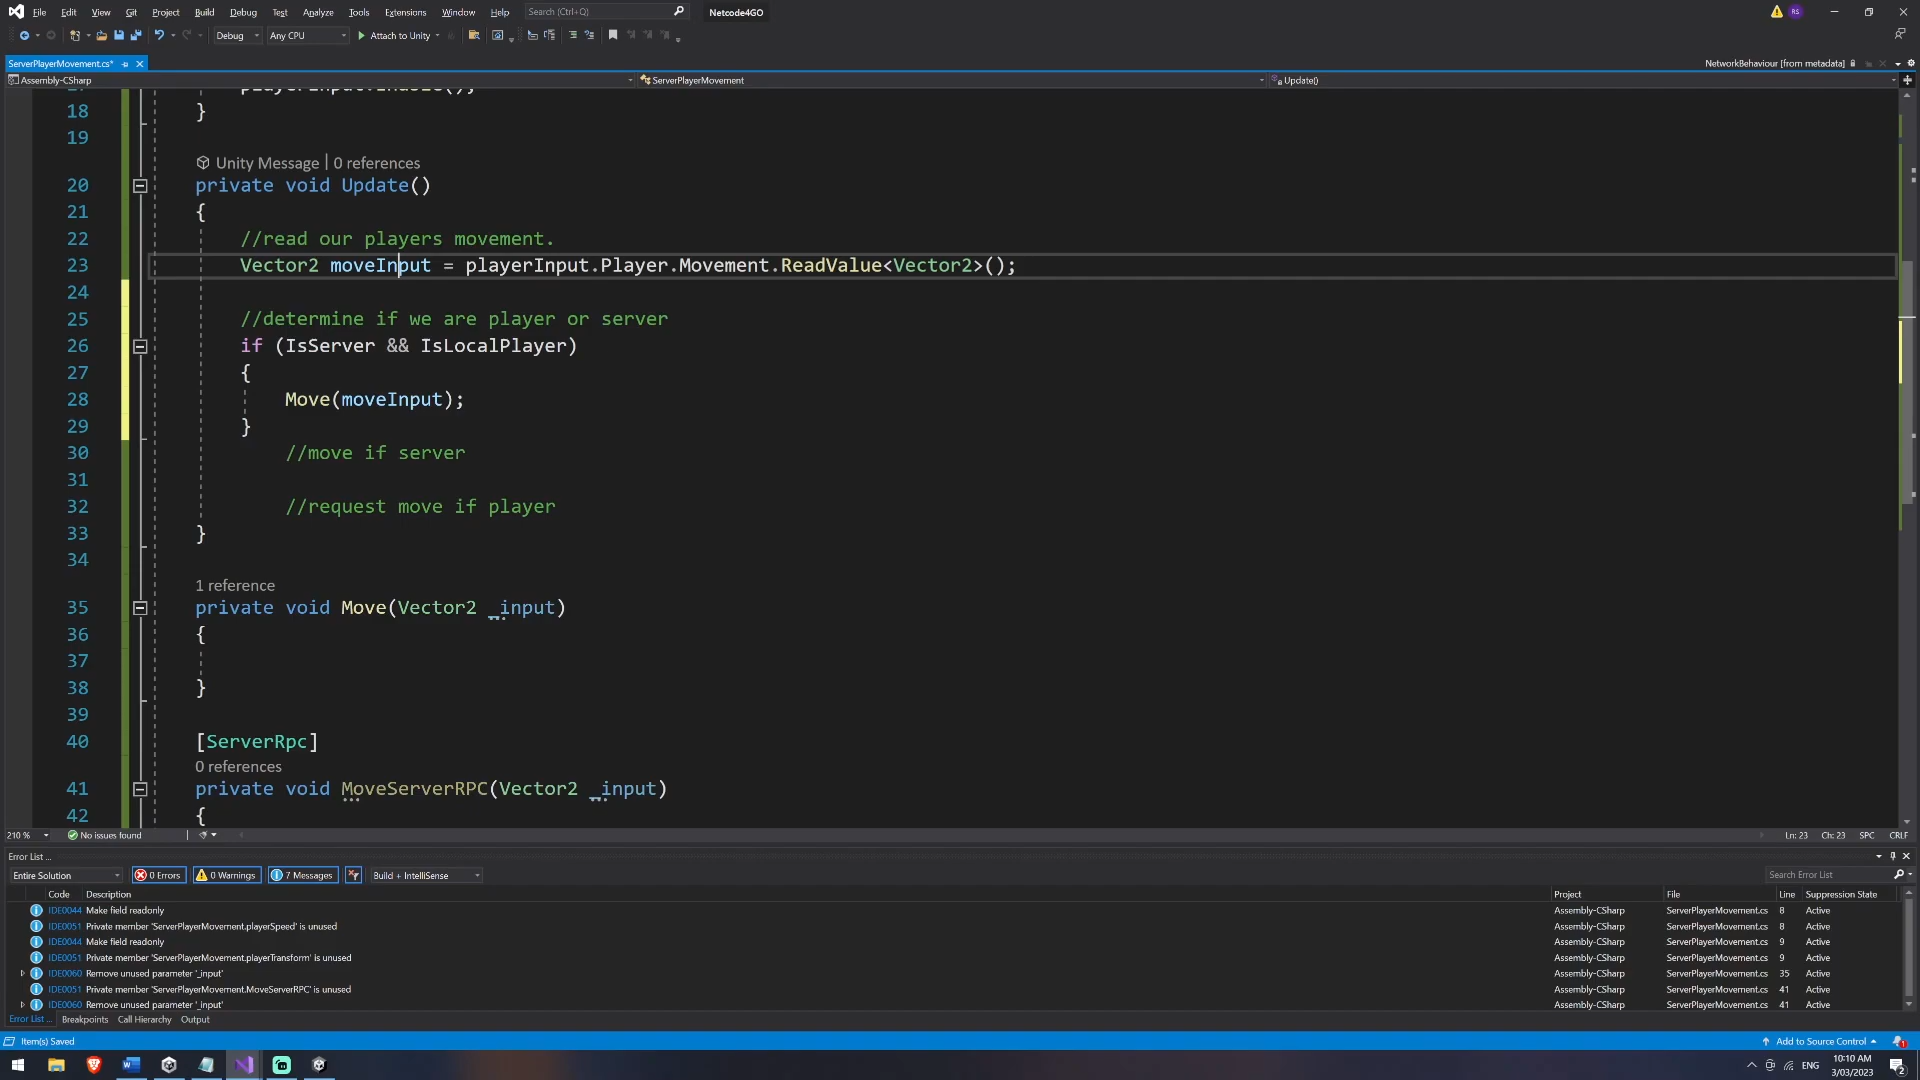 File Edit View Git Project Build Debug Test Analyze Tools Extensions Window Help Search (Ctrl+Q) Netcode4GO RS
Debug Any CPU Attach to Unity
ServerPlayerMovement.cs* NetworkBehaviour [from metadata]
Assembly-CSharp ServerPlayerMovement Update()
18 }
19
Unity Message | 0 references
20 private void Update()
21 {
22 //read our players movement.
23 Vector2 moveInput = playerInput.Player.Movement.ReadValue<Vector2>();
24
25 //determine if we are player or server
26 if (IsServer && IsLocalPlayer)
27 {
28 Move(moveInput);
29 }
30 //move if server
31
32 //request move if player
33 }
34
1 reference
35 private void Move(Vector2 _input)
36 {
37
38 }
39
40 [ServerRpc]
0 references
41 private void MoveServerRPC(Vector2 _input)
42 {
210 % No issues found Ln: 23 Ch: 23 SPC CRLF
Error List ...
Entire Solution 0 Errors 0 Warnings 7 Messages Build + IntelliSense Search Error List
Code Description Project File Line Suppression State
IDE0044 Make field readonly Assembly-CSharp ServerPlayerMovement.cs 8 Active
IDE0051 Private member 'ServerPlayerMovement.playerSpeed' is unused Assembly-CSharp ServerPlayerMovement.cs 8 Active
IDE0044 Make field readonly Assembly-CSharp ServerPlayerMovement.cs 9 Active
IDE0051 Private member 'ServerPlayerMovement.playerTransform' is unused Assembly-CSharp ServerPlayerMovement.cs 9 Active
IDE0060 Remove unused parameter '_input' Assembly-CSharp ServerPlayerMovement.cs 35 Active
IDE0051 Private member 'ServerPlayerMovement.MoveServerRPC' is unused Assembly-CSharp ServerPlayerMovement.cs 41 Active
IDE0060 Remove unused parameter '_input' Assembly-CSharp ServerPlayerMovement.cs 41 Active
Error List ... Breakpoints Call Hierarchy Output
Item(s) Saved Add to Source Control 1
ENG 10:10 AM
3/03/2023 2